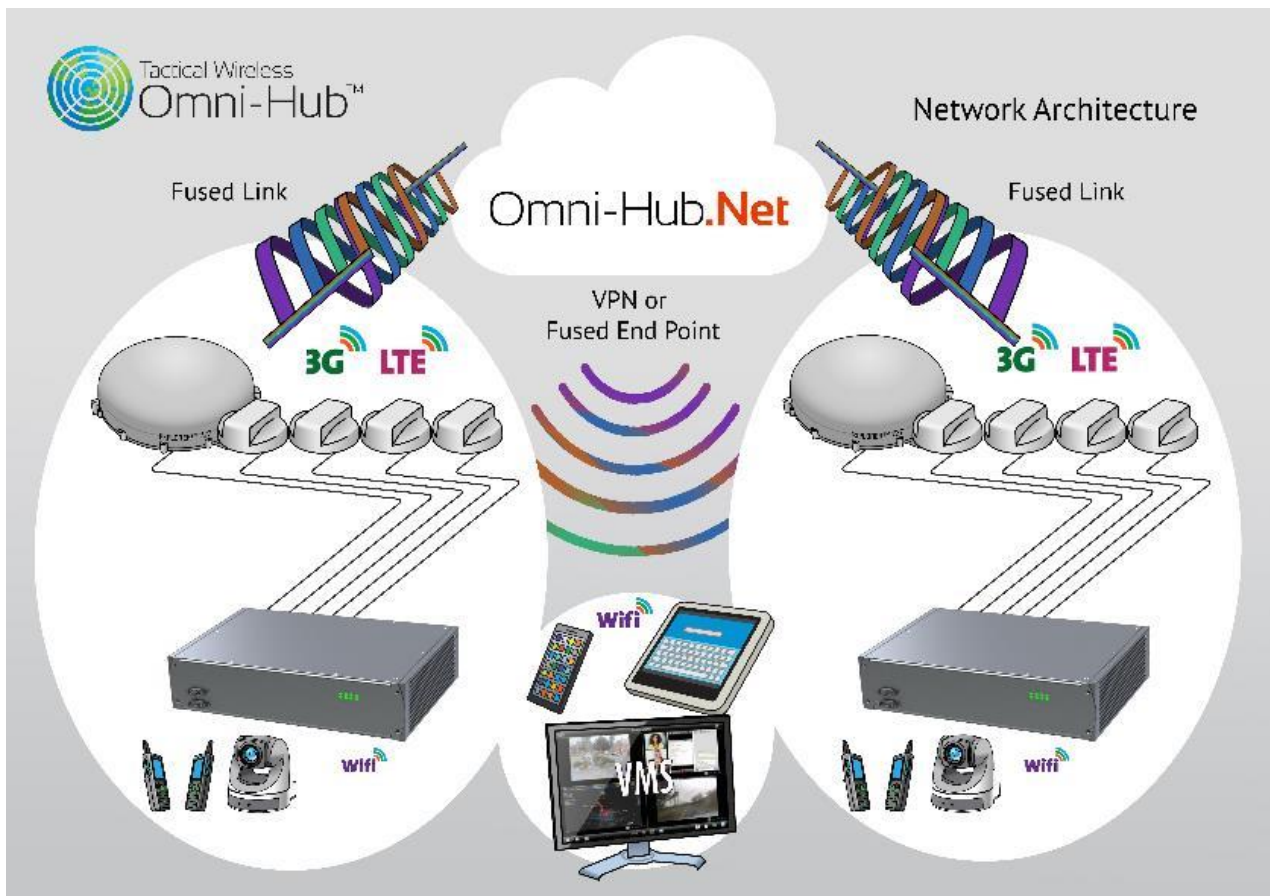 Tactical Wireless
Omni-Hub™
Network Architecture
Fused Link
Fused Link
Omni-Hub.Net
VPN or
Fused End Point
3G LTE
3G LTE
Wifi
VMS
Wifi
Wifi